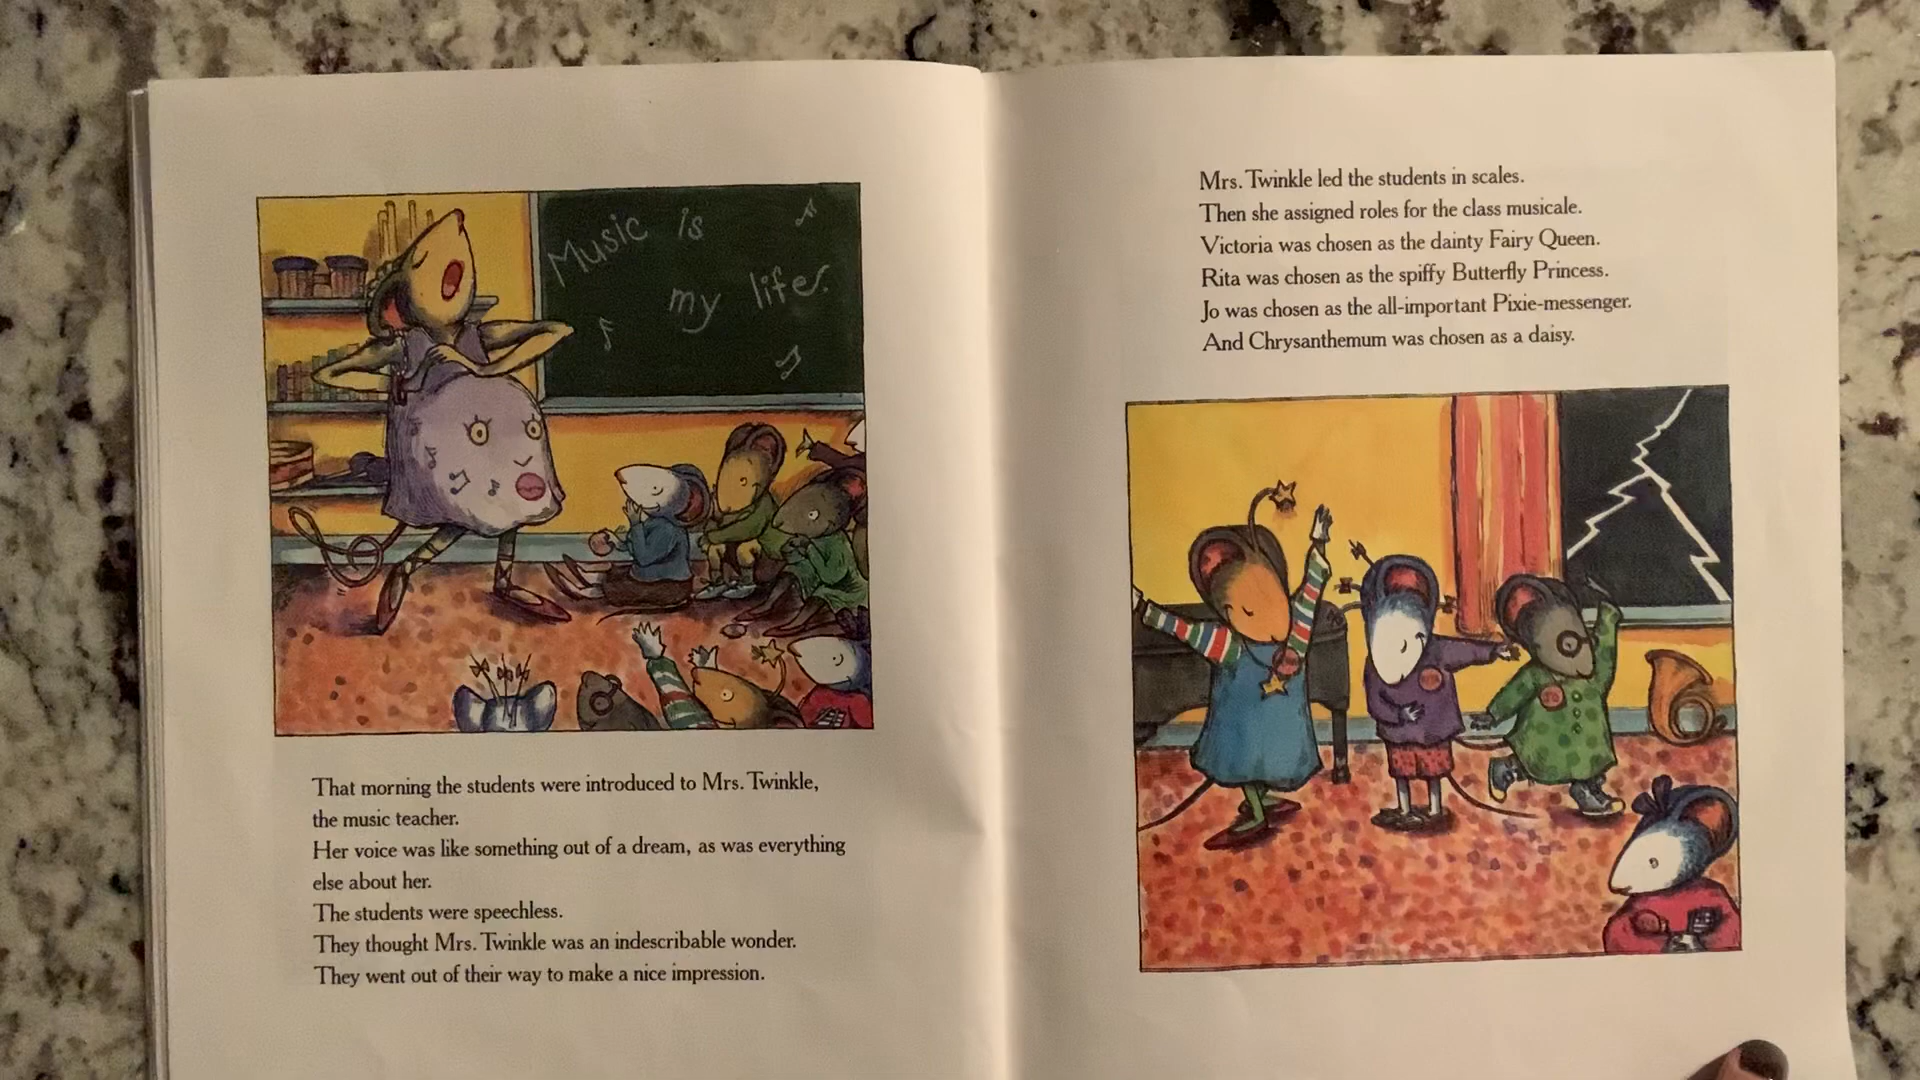 Music is
my life.
That morning the students were introduced to Mrs. Twinkle,
the music teacher.
Her voice was like something out of a dream, as was everything
else about her.
The students were speechless.
They thought Mrs. Twinkle was an indescribable wonder.
They went out of their way to make a nice impression.
Mrs. Twinkle led the students in scales.
Then she assigned roles for the class musicale.
Victoria was chosen as the dainty Fairy Queen.
Rita was chosen as the spiffy Butterfly Princess.
Jo was chosen as the all-important Pixie-messenger.
And Chrysanthemum was chosen as a daisy.